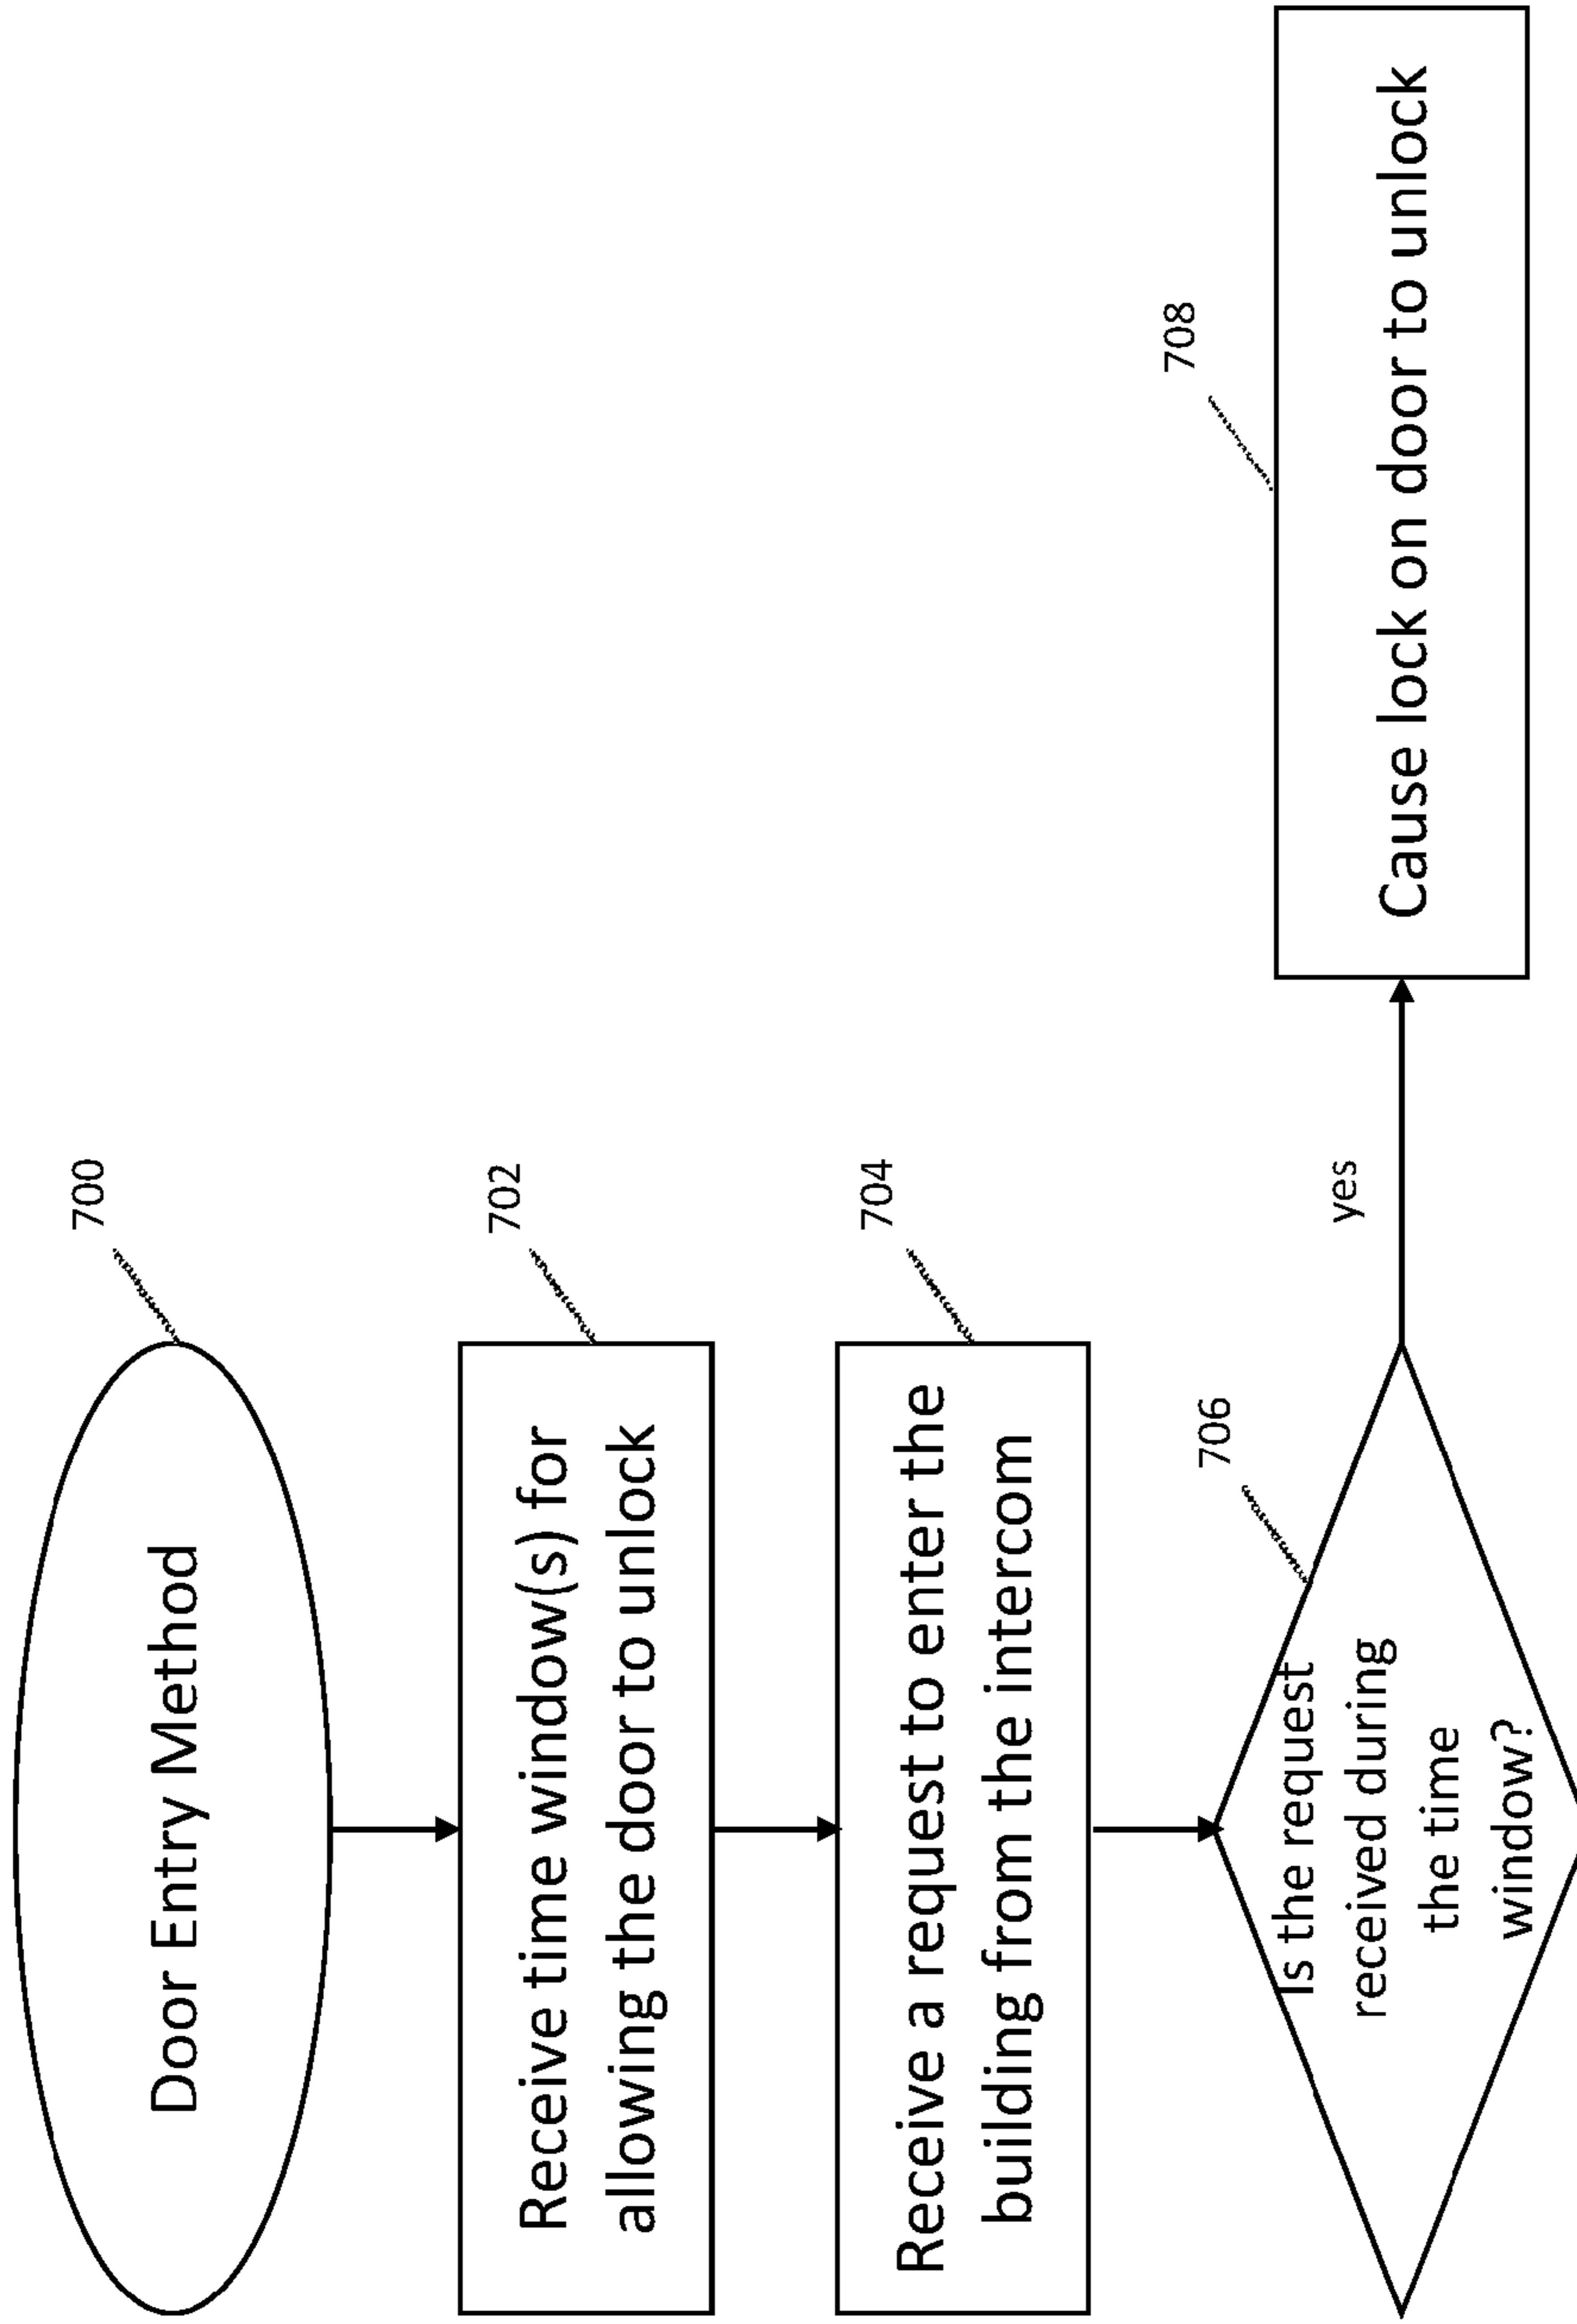 Door Entry Method
700
Receive time window(s) for
allowing the door to unlock
702
Receive a request to enter the
building from the intercom
704
Is the request
received during
the time
window?
706
yes
Cause lock on door to unlock
708